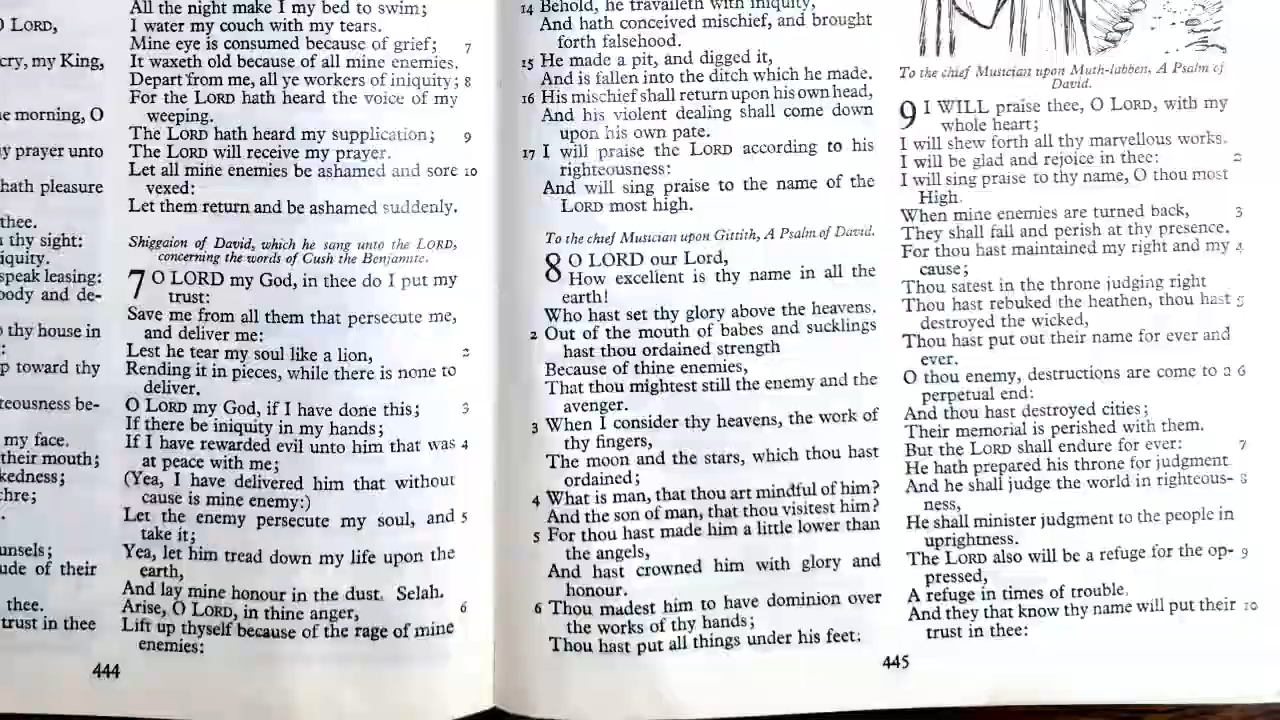 O LORD,
cry, my King,
e morning, O
y prayer unto
hath pleasure
thee.
thy sight:
iquity.
speak leasing:
body and de-
thy house in
:
p toward thy
teousness be-
my face.
their mouth;
kedness;
chre;
.
unsels;
ude of their
thee.
trust in thee
All the night make I my bed to swim;
I water my couch with my tears.
Mine eye is consumed because of grief; 7
It waxeth old because of all mine enemies.
Depart from me, all ye workers of iniquity; 8
For the LORD hath heard the voice of my
weeping.
The LORD hath heard my supplication; 9
The LORD will receive my prayer.
Let all mine enemies be ashamed and sore 10
vexed:
Let them return and be ashamed suddenly.
Shiggaion of David, which he sang unto the LORD,
concerning the words of Cush the Benjamite.
7 O LORD my God, in thee do I put my
trust:
Save me from all them that persecute me,
and deliver me:
Lest he tear my soul like a lion, 2
Rending it in pieces, while there is none to
deliver.
O LORD my God, if I have done this; 3
If there be iniquity in my hands;
If I have rewarded evil unto him that was 4
at peace with me;
(Yea, I have delivered him that without
cause is mine enemy:)
Let the enemy persecute my soul, and 5
take it;
Yea, let him tread down my life upon the
earth,
And lay mine honour in the dust. Selah.
Arise, O LORD, in thine anger, 6
Lift up thyself because of the rage of mine
enemies:
444
14 Behold, he travaileth with iniquity,
And hath conceived mischief, and brought
forth falsehood.
15 He made a pit, and digged it,
And is fallen into the ditch which he made.
16 His mischief shall return upon his own head,
And his violent dealing shall come down
upon his own pate.
17 I will praise the LORD according to his
righteousness:
And will sing praise to the name of the
LORD most high.
To the chief Musician upon Gittith, A Psalm of David.
8 O LORD our Lord,
How excellent is thy name in all the
earth!
Who hast set thy glory above the heavens.
2 Out of the mouth of babes and sucklings
hast thou ordained strength
Because of thine enemies,
That thou mightest still the enemy and the
avenger.
3 When I consider thy heavens, the work of
thy fingers,
The moon and the stars, which thou hast
ordained;
4 What is man, that thou art mindful of him?
And the son of man, that thou visitest him?
5 For thou hast made him a little lower than
the angels,
And hast crowned him with glory and
honour.
6 Thou madest him to have dominion over
the works of thy hands;
Thou hast put all things under his feet:
To the chief Musician upon Muth-labben, A Psalm of
David.
9 I WILL praise thee, O LORD, with my
whole heart;
I will shew forth all thy marvellous works.
I will be glad and rejoice in thee: 2
I will sing praise to thy name, O thou most
High.
When mine enemies are turned back, 3
They shall fall and perish at thy presence.
For thou hast maintained my right and my 4
cause;
Thou satest in the throne judging right
Thou hast rebuked the heathen, thou hast 5
destroyed the wicked,
Thou hast put out their name for ever and
ever.
O thou enemy, destructions are come to a 6
perpetual end:
And thou hast destroyed cities;
Their memorial is perished with them.
But the LORD shall endure for ever: 7
He hath prepared his throne for judgment
And he shall judge the world in righteous- 8
ness,
He shall minister judgment to the people in
uprightness.
The LORD also will be a refuge for the op- 9
pressed,
A refuge in times of trouble.
And they that know thy name will put their 10
trust in thee:
445